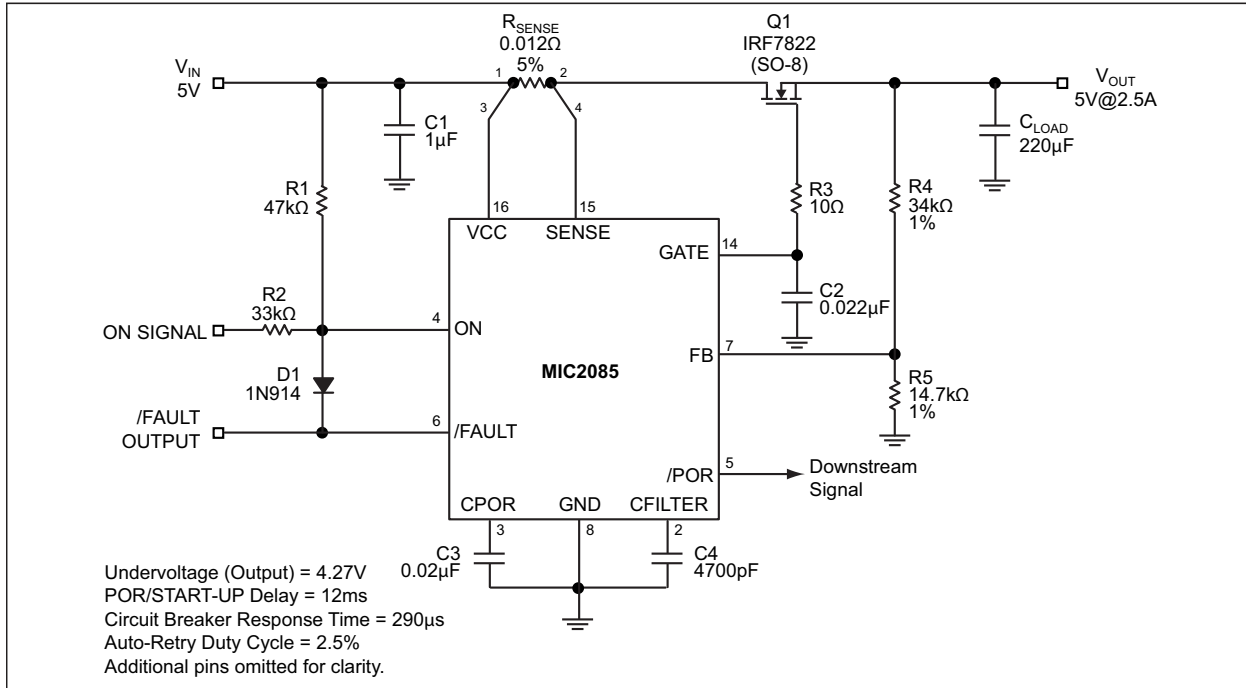 R_SENSE
0.012Ω
5%
Q1
IRF7822
(SO-8)
V_IN
5V
1
2
3
4
V_OUT
5V@2.5A
C1
1µF
C_LOAD
220µF
R1
47kΩ
R3
10Ω
R4
34kΩ
1%
16
15
VCC
SENSE
GATE
14
C2
0.022µF
R2
33kΩ
ON SIGNAL
4
ON
FB
7
MIC2085
D1
1N914
R5
14.7kΩ
1%
/FAULT
OUTPUT
6
/FAULT
/POR
5
Downstream
Signal
CPOR
GND
CFILTER
3
8
2
C3
0.02µF
C4
4700pF
Undervoltage (Output) = 4.27V
POR/START-UP Delay = 12ms
Circuit Breaker Response Time = 290µs
Auto-Retry Duty Cycle = 2.5%
Additional pins omitted for clarity.